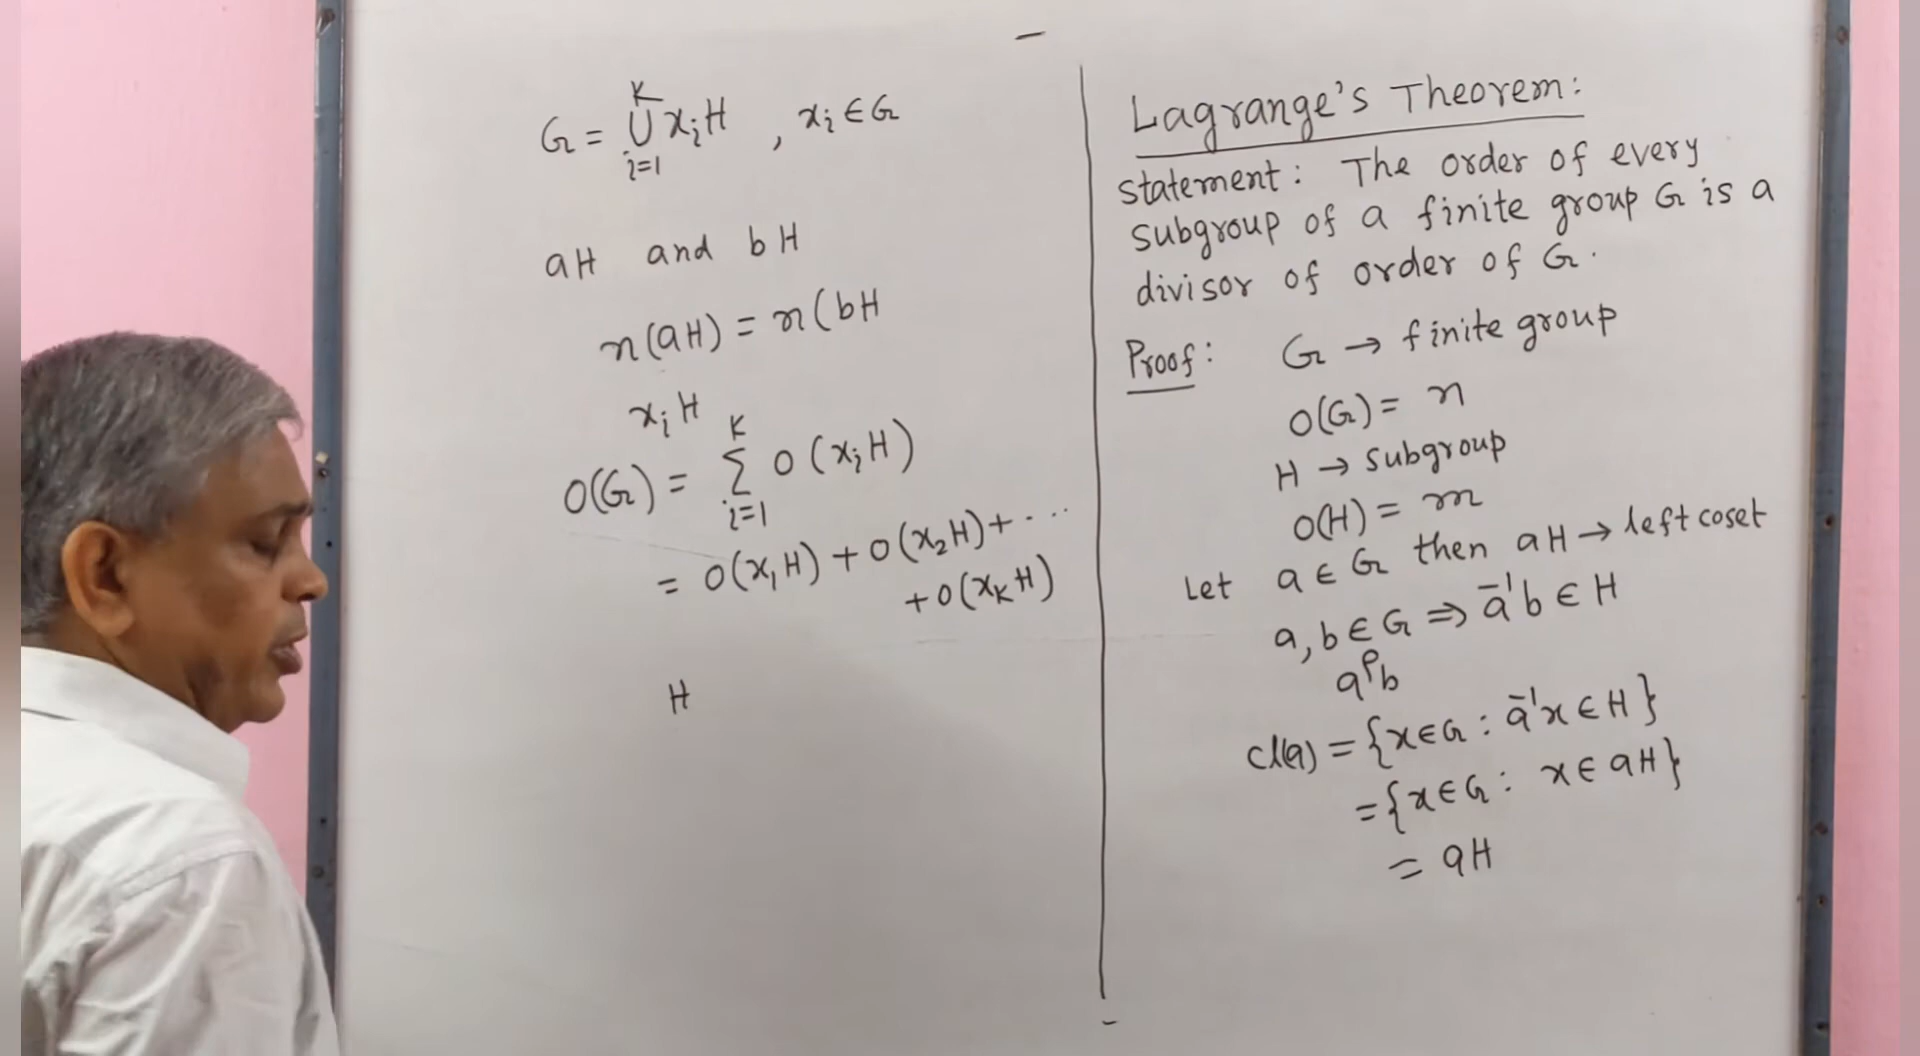 Lagrange's Theorem:
Statement: The order of every
subgroup of a finite group G is a
divisor of order of G.
Proof: G → finite group
O(G) = n
H → subgroup
O(H) = m
Let a ∈ G then aH → left coset
a, b ∈ G ⇒ a⁻¹b ∈ H
aρb
cl(a) = {x ∈ G : a⁻¹x ∈ H}
= {x ∈ G : x ∈ aH}
= aH
K
G = ∪ xᵢH , xᵢ ∈ G
i=1
aH and bH
n(aH) = n(bH
xᵢH
K
O(G) = ∑ O(xᵢH)
i=1
= O(x₁H) + O(x₂H) + ...
+ O(x_K H)
H